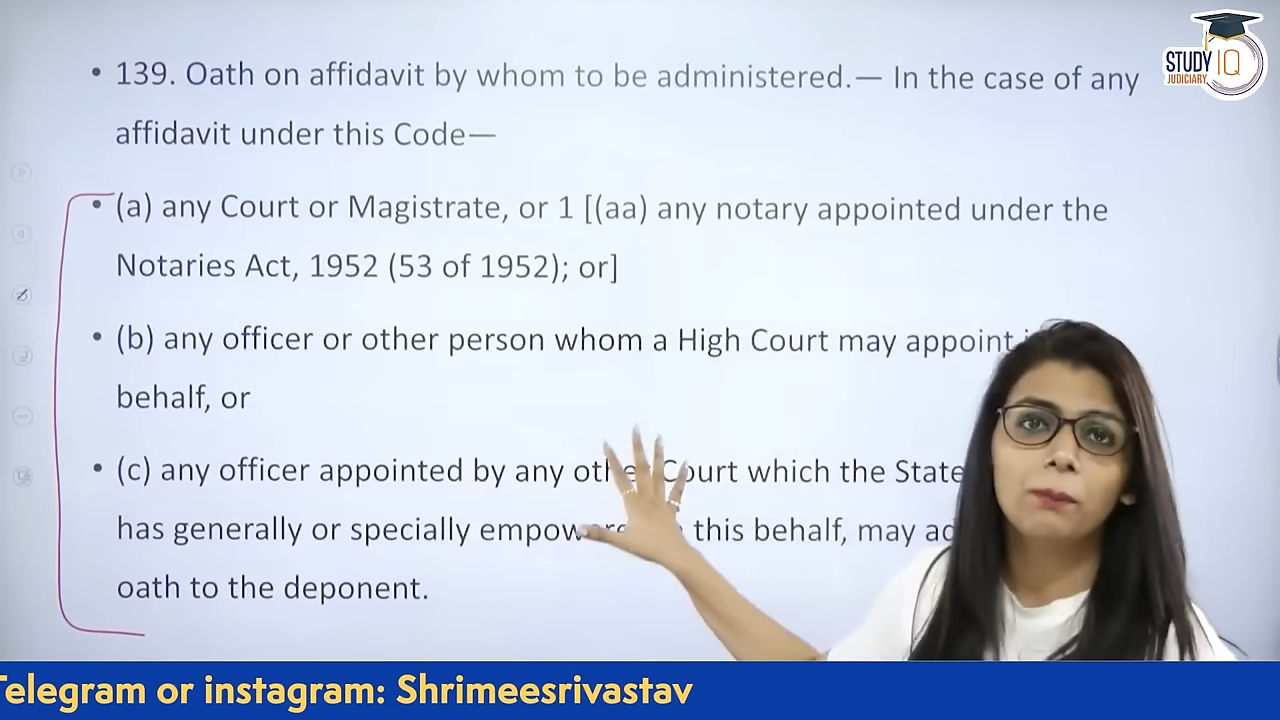 • 139. Oath on affidavit by whom to be administered.— In the case of any
affidavit under this Code—
• (a) any Court or Magistrate, or 1 [(aa) any notary appointed under the
Notaries Act, 1952 (53 of 1952); or]
• (b) any officer or other person whom a High Court may appoint
behalf, or
• (c) any officer appointed by any Court which the State
has generally or specially this behalf, may
oath to the deponent.
STUDY IQ
JUDICIARY
Telegram or instagram: Shrimeesrivastav